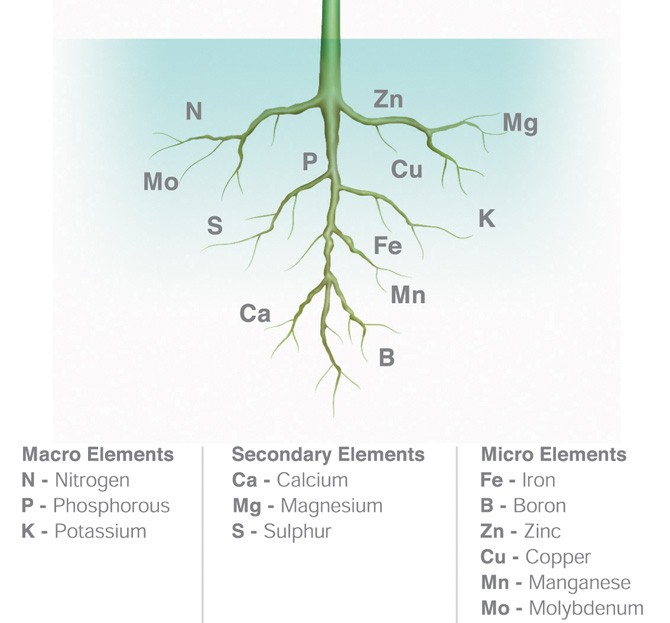 Zn
N
Mg
P
Cu
Mo
S
K
Fe
Mn
Ca
B
Macro Elements
N - Nitrogen
P - Phosphorous
K - Potassium
Secondary Elements
Ca - Calcium
Mg - Magnesium
S - Sulphur
Micro Elements
Fe - Iron
B - Boron
Zn - Zinc
Cu - Copper
Mn - Manganese
Mo - Molybdenum